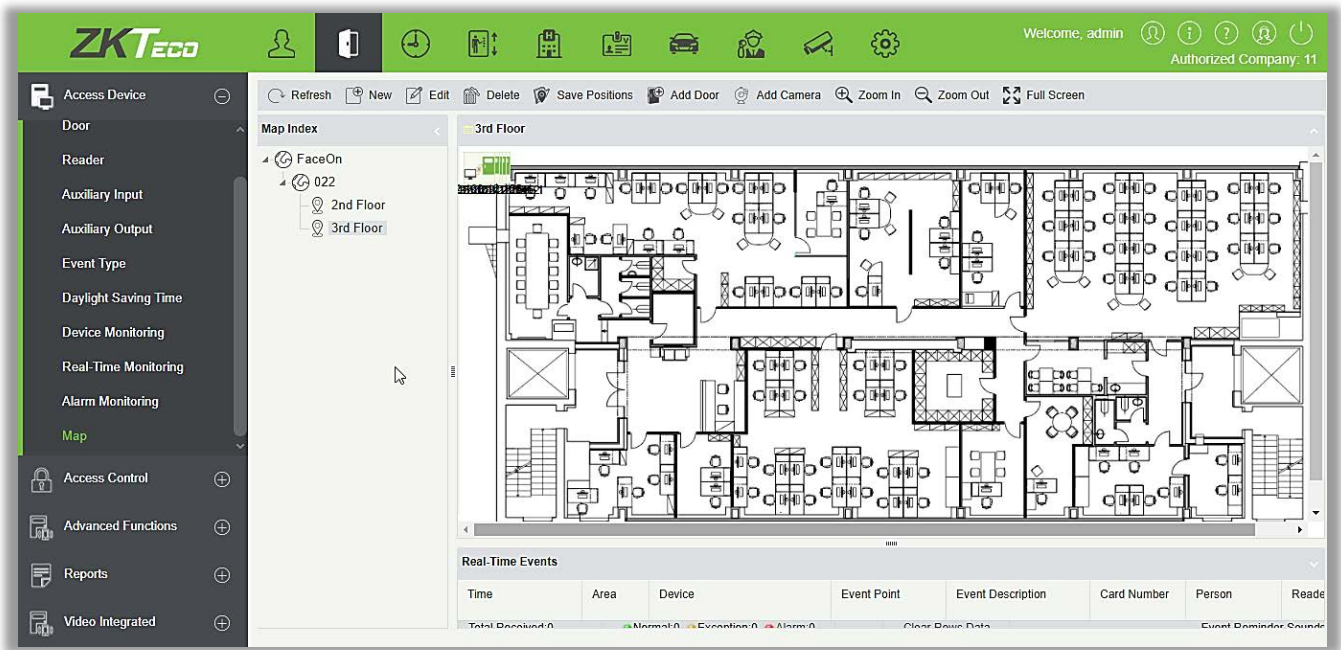 ZKTECO
Welcome, admin
Authorized Company: 11
Access Device
Door
Reader
Auxiliary Input
Auxiliary Output
Event Type
Daylight Saving Time
Device Monitoring
Real-Time Monitoring
Alarm Monitoring
Map
Access Control
Advanced Functions
Reports
Video Integrated
Refresh New Edit Delete Save Positions Add Door Add Camera Zoom In Zoom Out Full Screen
Map Index
FaceOn
022
2nd Floor
3rd Floor
3rd Floor
Real-Time Events
Time Area Device Event Point Event Description Card Number Person Reade
Total Received:0 Normal:0 Exception:0 Alarm:0 Clear Rows Data Event Reminder Sounds